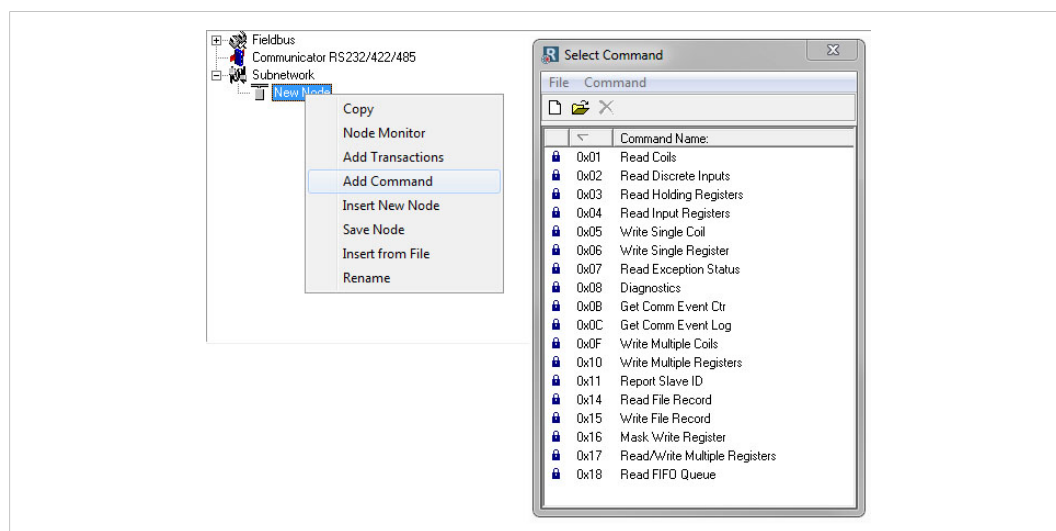 Fieldbus
Communicator RS232/422/485
Subnetwork
New Node
Copy
Node Monitor
Add Transactions
Add Command
Insert New Node
Save Node
Insert from File
Rename
Select Command
File Command
Command Name:
0x01 Read Coils
0x02 Read Discrete Inputs
0x03 Read Holding Registers
0x04 Read Input Registers
0x05 Write Single Coil
0x06 Write Single Register
0x07 Read Exception Status
0x08 Diagnostics
0x0B Get Comm Event Ctr
0x0C Get Comm Event Log
0x0F Write Multiple Coils
0x10 Write Multiple Registers
0x11 Report Slave ID
0x14 Read File Record
0x15 Write File Record
0x16 Mask Write Register
0x17 Read/Write Multiple Registers
0x18 Read FIFO Queue